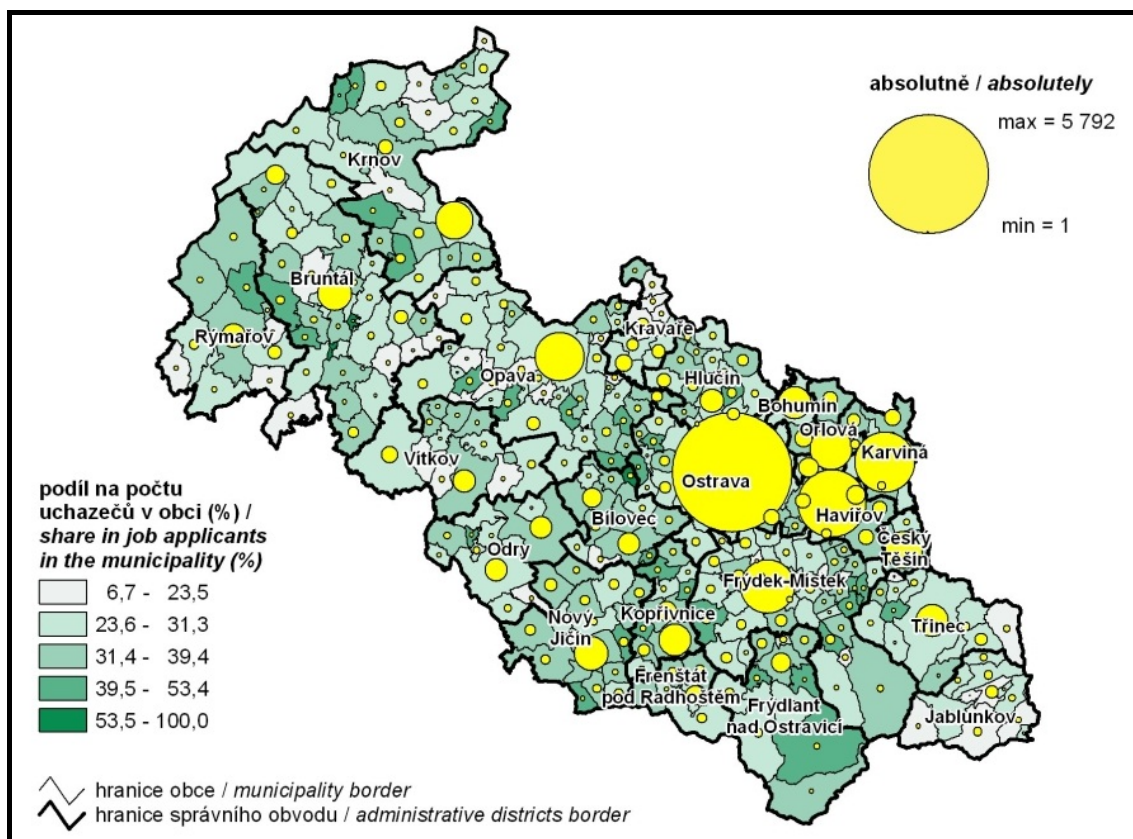 absolutně / absolutely
max = 5 792
min = 1
Krnov
Bruntál
Rýmařov
Kravaře
Hlučín
Opava
Bohumín
Orlová
Karviná
Vítkov
Ostrava
Havířov
Český
Těšín
Bílovec
Odry
Frýdek-Místek
Nový
Jičín
Kopřivnice
Třinec
Frenštát
pod Radhoštěm
Frýdlant
nad Ostravicí
Jablunkov
podíl na počtu
uchazečů v obci (%) /
share in job applicants
in the municipality (%)
6,7 - 23,5
23,6 - 31,3
31,4 - 39,4
39,5 - 53,4
53,5 - 100,0
hranice obce / municipality border
hranice správního obvodu / administrative districts border